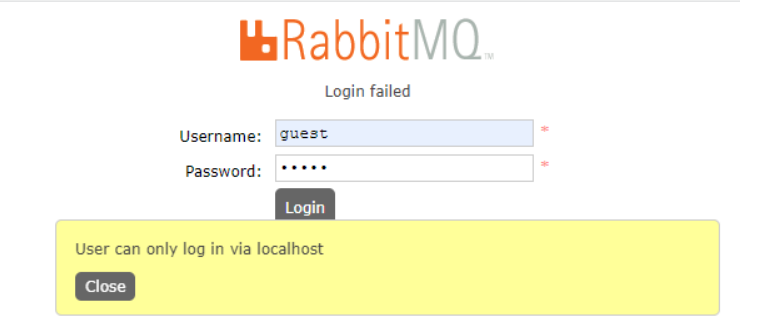 RabbitMQ™
Login failed
Username: guest *
Password: ••••• *
Login
User can only log in via localhost
Close